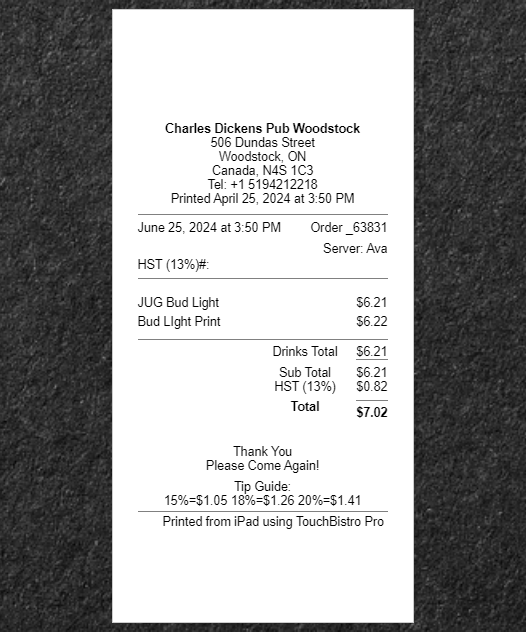 Charles Dickens Pub Woodstock
506 Dundas Street
Woodstock, ON
Canada, N4S 1C3
Tel: +1 5194212218
Printed April 25, 2024 at 3:50 PM
June 25, 2024 at 3:50 PM Order _63831
Server: Ava
HST (13%)#:
JUG Bud Light $6.21
Bud LIght Print $6.22
Drinks Total $6.21
Sub Total $6.21
HST (13%) $0.82
Total $7.02
Thank You
Please Come Again!
Tip Guide:
15%=$1.05 18%=$1.26 20%=$1.41
Printed from iPad using TouchBistro Pro